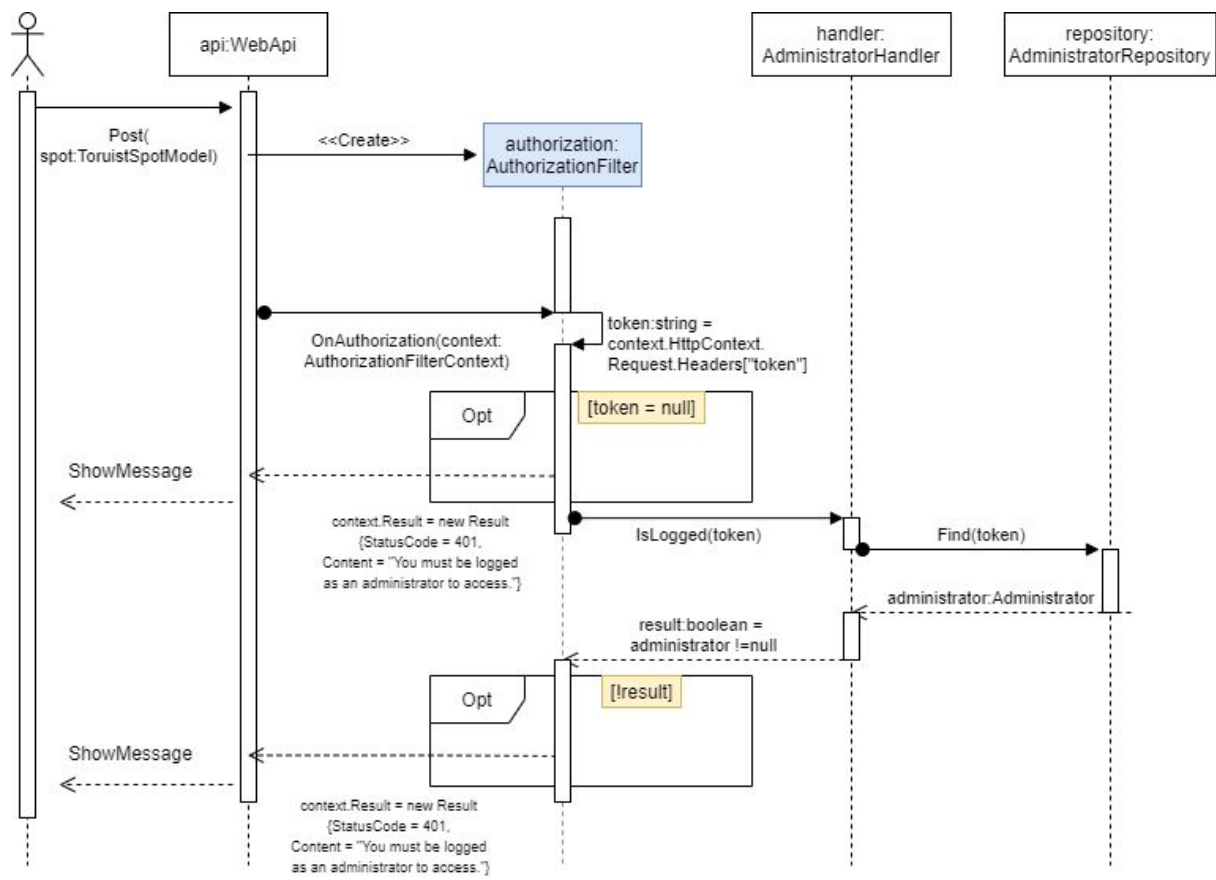 api:WebApi
handler:
AdministratorHandler
repository:
AdministratorRepository
Post(
spot:ToruistSpotModel)
<<Create>>
authorization:
AuthorizationFilter
OnAuthorization(context:
AuthorizationFilterContext)
token:string =
context.HttpContext.
Request.Headers["token"]
Opt
[token = null]
ShowMessage
context.Result = new Result
{StatusCode = 401,
Content = "You must be logged
as an administrator to access."}
IsLogged(token)
Find(token)
administrator:Administrator
result:boolean =
administrator !=null
Opt
[!result]
ShowMessage
context.Result = new Result
{StatusCode = 401,
Content = "You must be logged
as an administrator to access."}